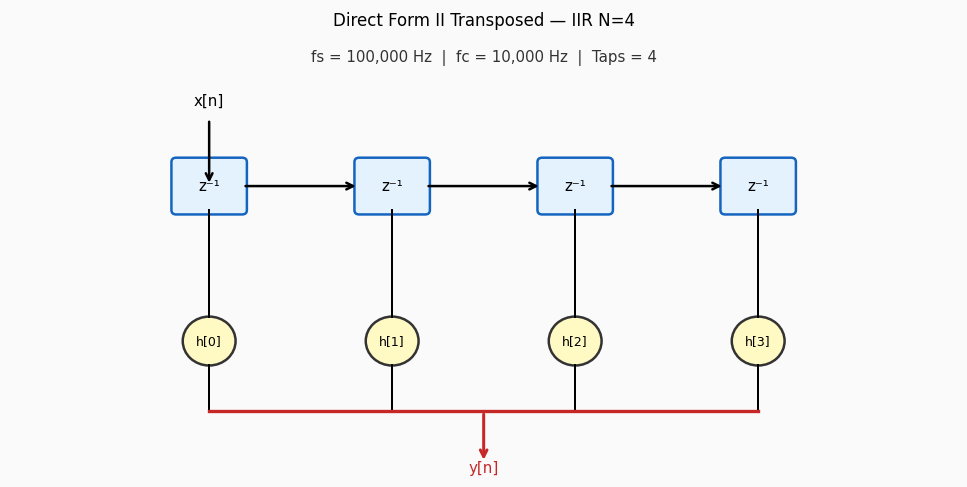 Direct Form II Transposed — IIR N=4
fs = 100,000 Hz | fc = 10,000 Hz | Taps = 4
x[n]
z⁻¹ z⁻¹ z⁻¹ z⁻¹
h[0] h[1] h[2] h[3]
y[n]